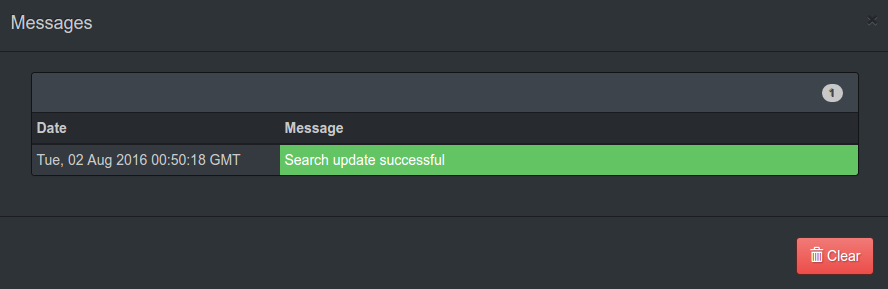 Messages
×
1
Date Message
Tue, 02 Aug 2016 00:50:18 GMT Search update successful
Clear